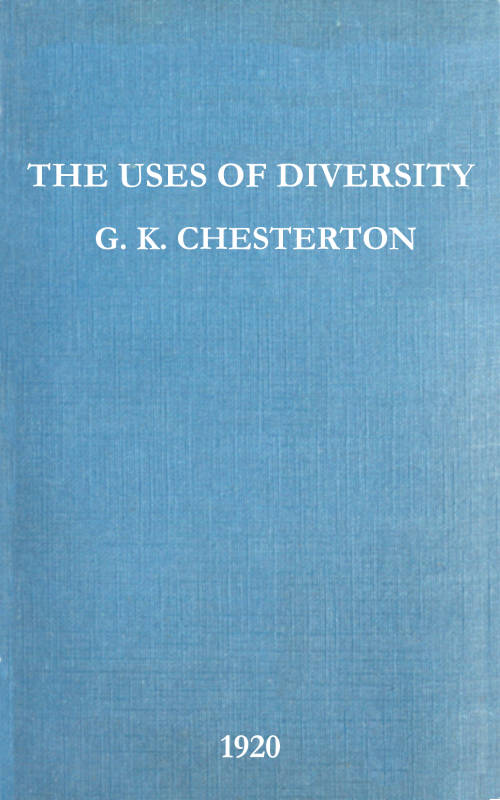 THE USES OF DIVERSITY
G. K. CHESTERTON
1920